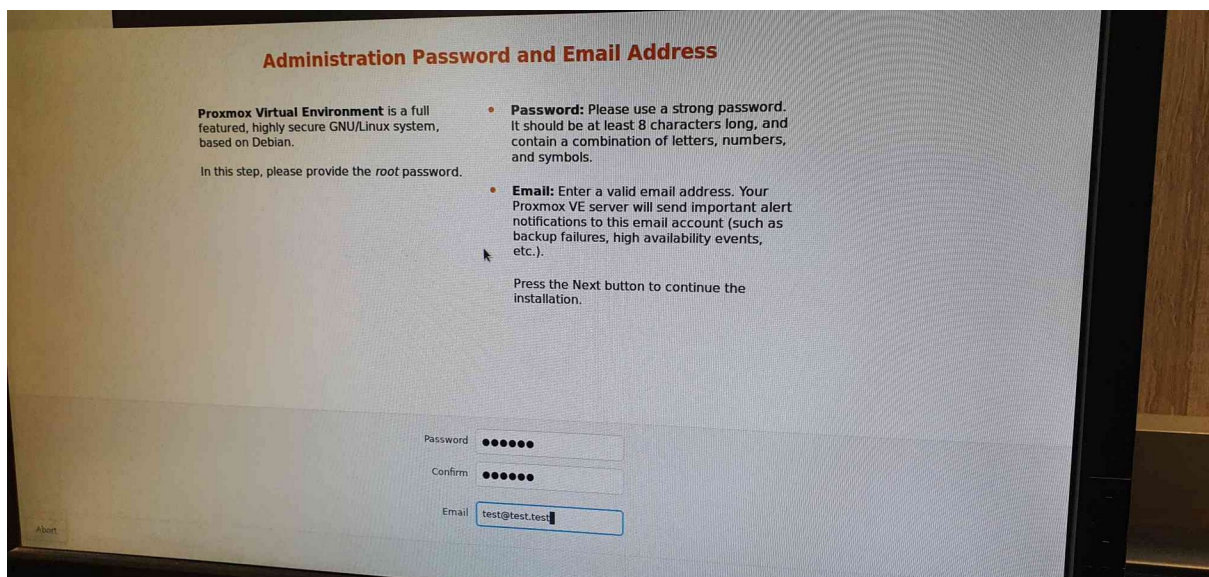 Administration Password and Email Address
Proxmox Virtual Environment is a full
featured, highly secure GNU/Linux system,
based on Debian.
In this step, please provide the root password.
• Password: Please use a strong password.
It should be at least 8 characters long, and
contain a combination of letters, numbers,
and symbols.
• Email: Enter a valid email address. Your
Proxmox VE server will send important alert
notifications to this email account (such as
backup failures, high availability events,
etc.).
Press the Next button to continue the
installation.
Password ●●●●●●
Confirm ●●●●●●
Email test@test.test
Abort